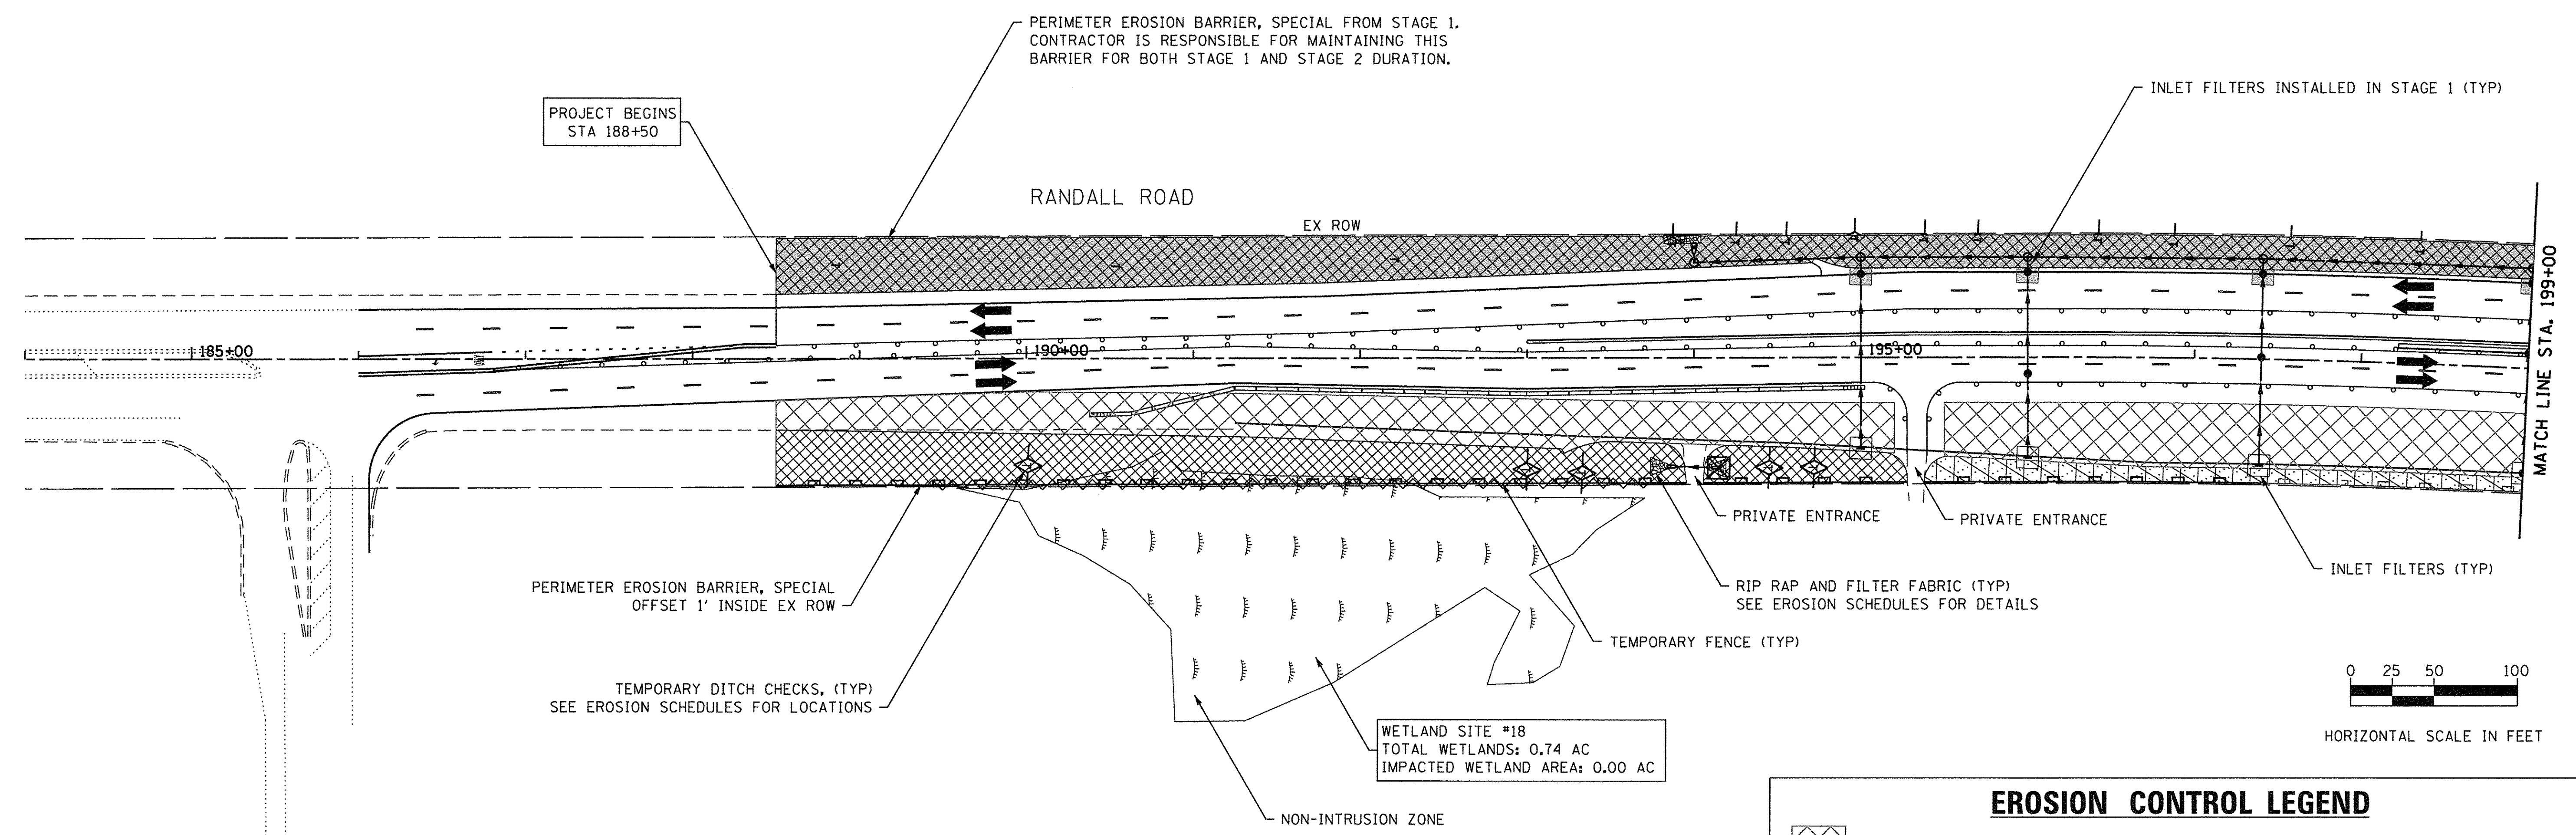 PERIMETER EROSION BARRIER, SPECIAL FROM STAGE 1.
CONTRACTOR IS RESPONSIBLE FOR MAINTAINING THIS
BARRIER FOR BOTH STAGE 1 AND STAGE 2 DURATION.
PROJECT BEGINS
STA 188+50
INLET FILTERS INSTALLED IN STAGE 1 (TYP)
RANDALL ROAD
EX ROW
185+00
190+00
195+00
MATCH LINE STA. 199+00
PRIVATE ENTRANCE
PRIVATE ENTRANCE
PERIMETER EROSION BARRIER, SPECIAL
OFFSET 1' INSIDE EX ROW
RIP RAP AND FILTER FABRIC (TYP)
SEE EROSION SCHEDULES FOR DETAILS
INLET FILTERS (TYP)
TEMPORARY FENCE (TYP)
TEMPORARY DITCH CHECKS, (TYP)
SEE EROSION SCHEDULES FOR LOCATIONS
WETLAND SITE #18
TOTAL WETLANDS: 0.74 AC
IMPACTED WETLAND AREA: 0.00 AC
NON-INTRUSION ZONE
0 25 50 100
HORIZONTAL SCALE IN FEET
EROSION CONTROL LEGEND